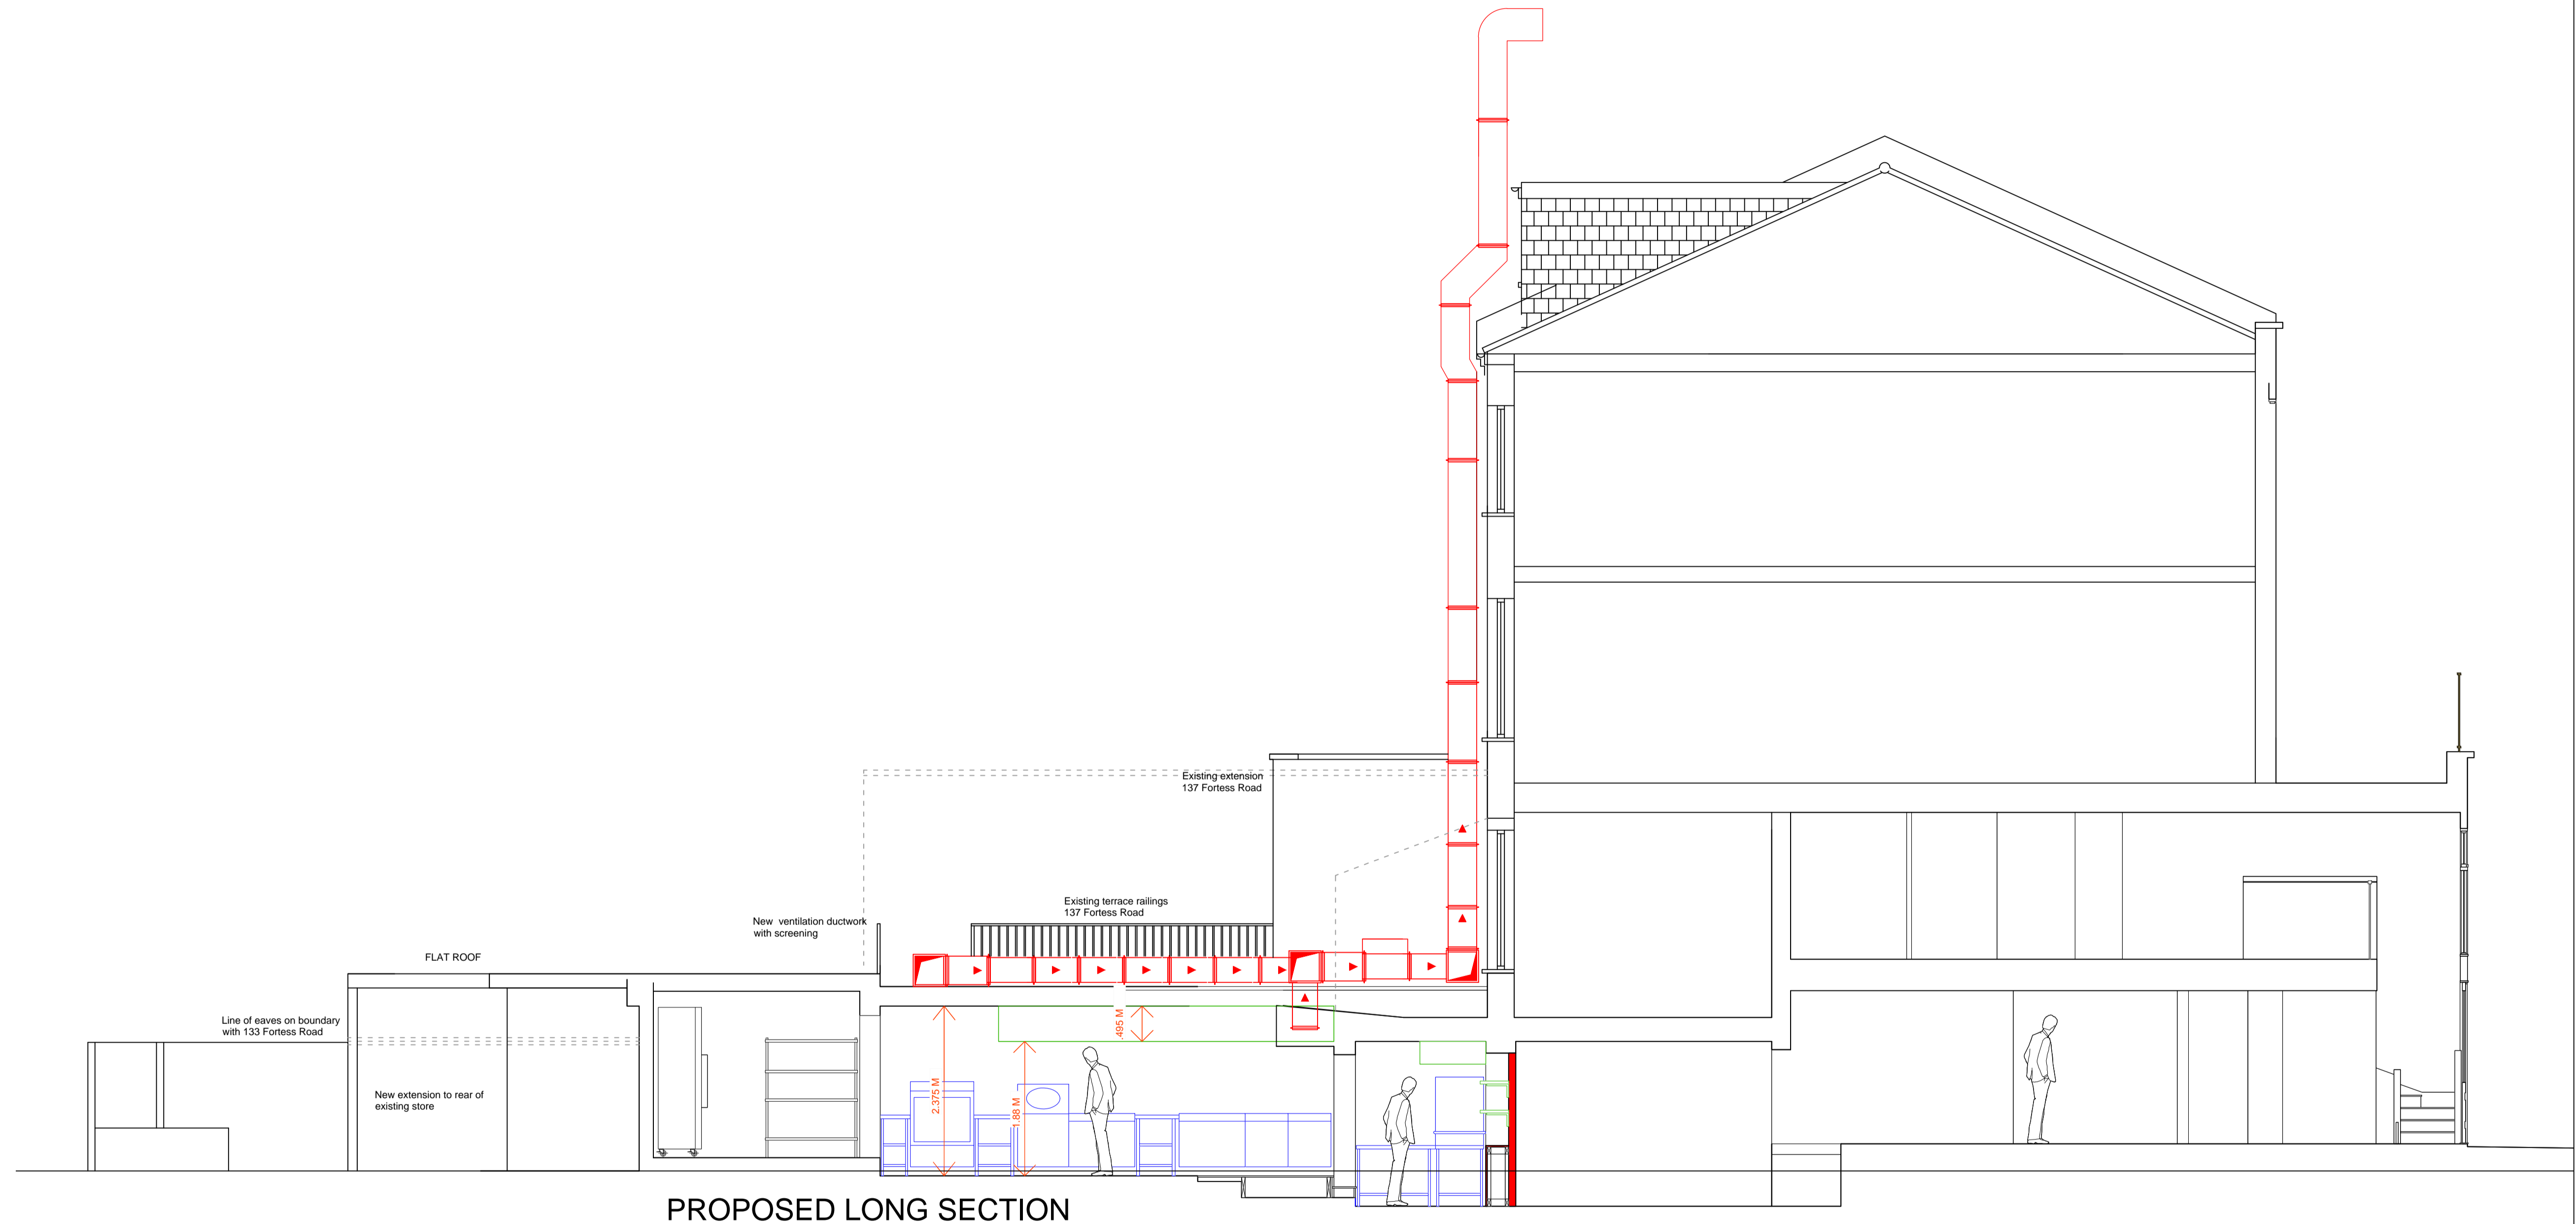 Existing extension
137 Fortess Road
Existing terrace railings
137 Fortess Road
New ventilation ductwork
with screening
FLAT ROOF
Line of eaves on boundary
with 133 Fortess Road
New extension to rear of
existing store
2.375 M
1.88 M
.495 M
PROPOSED LONG SECTION